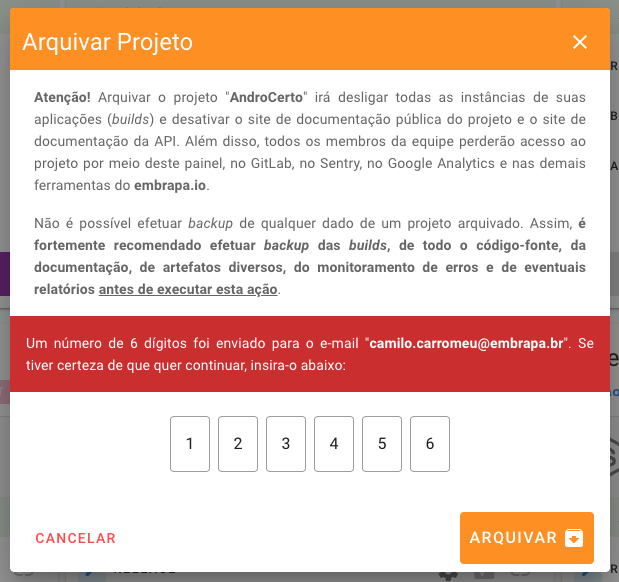 Arquivar Projeto
Atenção! Arquivar o projeto "AndroCerto" irá desligar todas as instâncias de suas
aplicações (builds) e desativar o site de documentação pública do projeto e o site de
documentação da API. Além disso, todos os membros da equipe perderão acesso ao
projeto por meio deste painel, no GitLab, no Sentry, no Google Analytics e nas demais
ferramentas do embrapa.io.
Não é possível efetuar backup de qualquer dado de um projeto arquivado. Assim, é
fortemente recomendado efetuar backup das builds, de todo o código-fonte, da
documentação, de artefatos diversos, do monitoramento de erros e de eventuais
relatórios antes de executar esta ação.
Um número de 6 dígitos foi enviado para o e-mail "camilo.carromeu@embrapa.br". Se
tiver certeza de que quer continuar, insira-o abaixo:
1 2 3 4 5 6
CANCELAR
ARQUIVAR